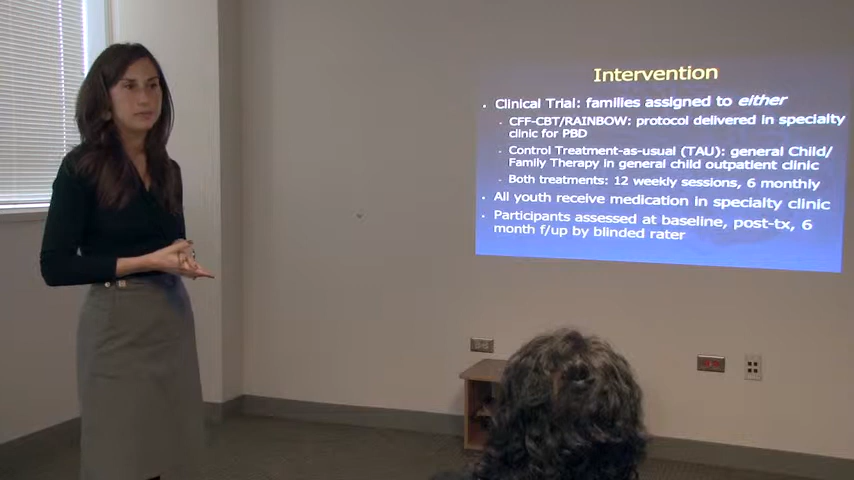 Intervention
Clinical Trial: families assigned to either
CFF-CBT/RAINBOW: protocol delivered in specialty
clinic for PBD
Control Treatment-as-usual (TAU): general Child/
Family Therapy in general child outpatient clinic
Both treatments: 12 weekly sessions, 6 monthly
All youth receive medication in specialty clinic
Participants assessed at baseline, post-tx, 6
month f/up by blinded rater